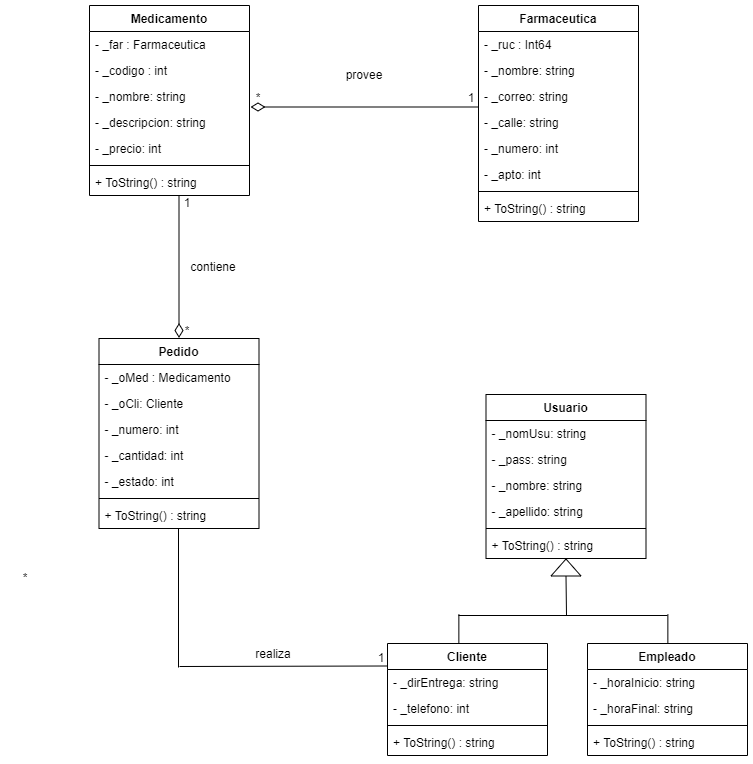 Medicamento
- _far : Farmaceutica
- _codigo : int
- _nombre: string
- _descripcion: string
- _precio: int
+ ToString() : string
*
provee
1
Farmaceutica
- _ruc : Int64
- _nombre: string
- _correo: string
- _calle: string
- _numero: int
- _apto: int
+ ToString() : string
1
contiene
*
Pedido
- _oMed : Medicamento
- _oCli: Cliente
- _numero: int
- _cantidad: int
- _estado: int
+ ToString() : string
Usuario
- _nomUsu: string
- _pass: string
- _nombre: string
- _apellido: string
+ ToString() : string
*
realiza
1
Cliente
- _dirEntrega: string
- _telefono: int
+ ToString() : string
Empleado
- _horaInicio: string
- _horaFinal: string
+ ToString() : string